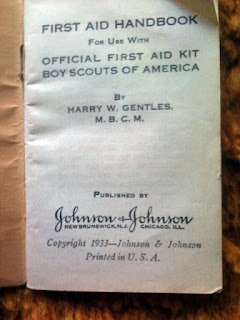 FIRST AID HANDBOOK
FOR USE WITH
OFFICIAL FIRST AID KIT
BOY SCOUTS OF AMERICA
BY
HARRY W. GENTLES,
M. B. C. M.
PUBLISHED BY
Johnson & Johnson
NEW BRUNSWICK, N.J. CHICAGO, ILL.
Copyright 1933—Johnson & Johnson
Printed in U. S. A.